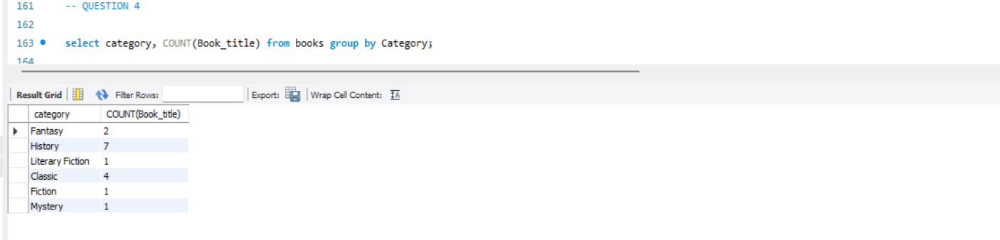 161 -- QUESTION 4
162
163 select category, COUNT(Book_title) from books group by Category;
164
Result Grid Filter Rows: Export: Wrap Cell Content: IA
category COUNT(Book_title)
Fantasy 2
History 7
Literary Fiction 1
Classic 4
Fiction 1
Mystery 1